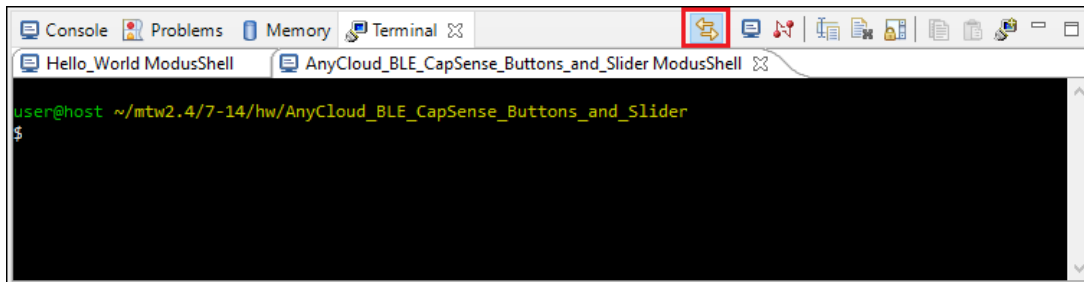 Console Problems Memory Terminal
Hello_World ModusShell AnyCloud_BLE_CapSense_Buttons_and_Slider ModusShell
user@host ~/mtw2.4/7-14/hw/AnyCloud_BLE_CapSense_Buttons_and_Slider
$